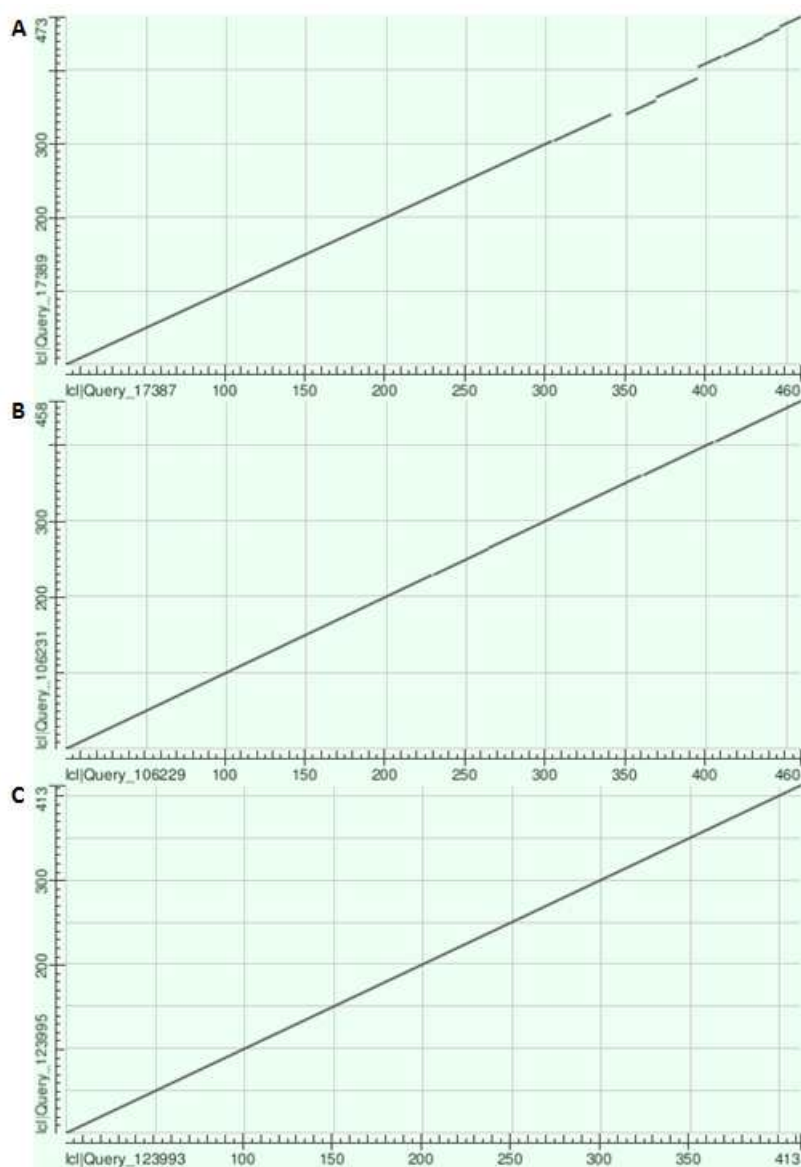 A
473
300
200
lcl|Query_17389
lcl|Query_17387 100 150 200 250 300 350 400 460
B
458
300
200
lcl|Query_106231
lcl|Query_106229 100 150 200 250 300 350 400 460
C
413
300
200
lcl|Query_123995
lcl|Query_123993 100 150 200 250 300 350 413